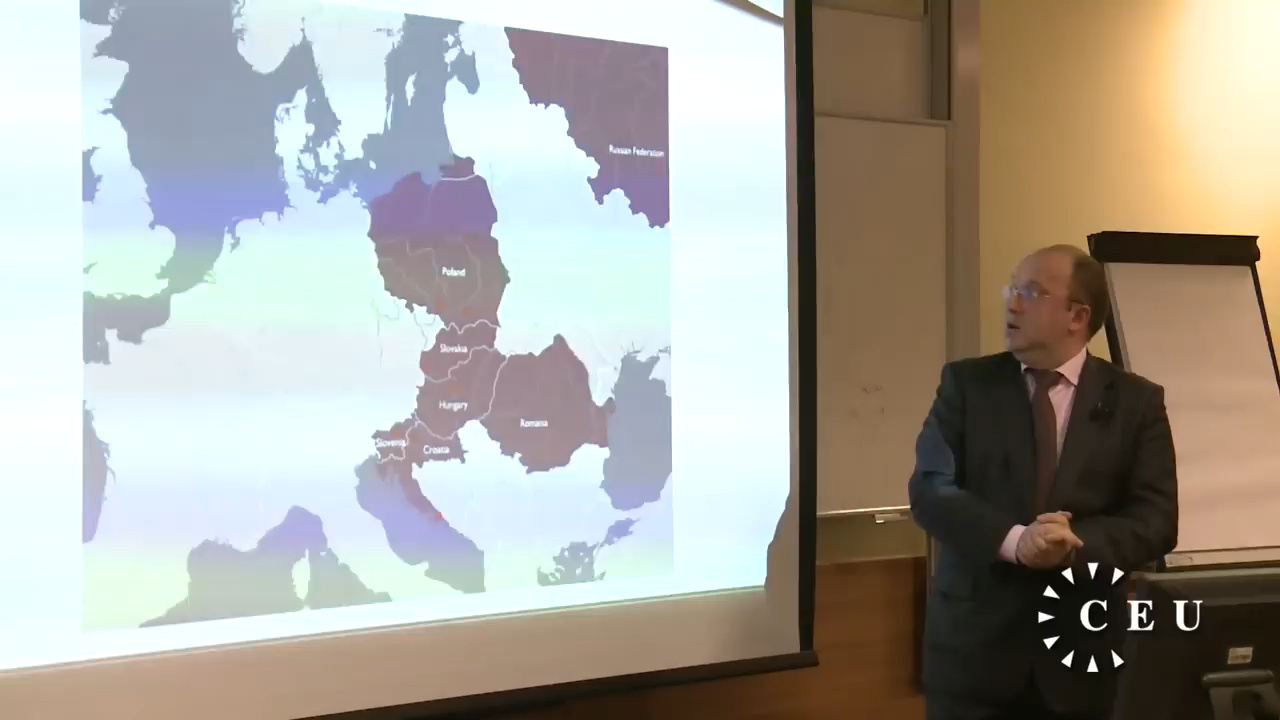 Russian Federation
Poland
Slovakia
Hungary
Romania
Slovenia
Croatia
CEU